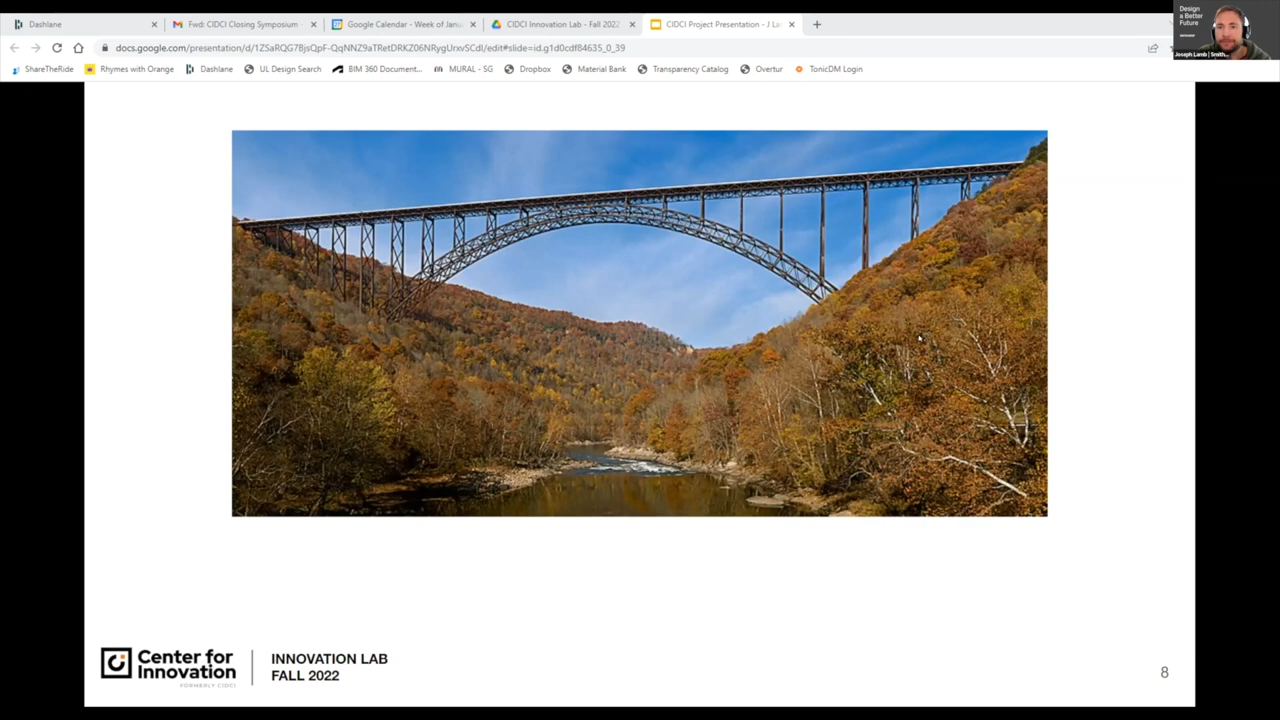 Dashlane
Fwd: CIDCI Closing Symposium -
Google Calendar - Week of Janu
CIDCI Innovation Lab - Fall 2022
CIDCI Project Presentation - J La
docs.google.com/presentation/d/1ZSaRQG7BjsQpF-QqNNZ9aTRetDRKZ06NRygUrxvSCdI/edit#slide=id.g1d0cdf84635_0_39
ShareTheRide
Rhymes with Orange
Dashlane
UL Design Search
BIM 360 Document...
MURAL - SG
Dropbox
Material Bank
Transparency Catalog
Overtur
TonicDM Login
Design
a Better
Future
Joseph Lamb | Smith...
Center for
Innovation
FORMERLY CIDCI
INNOVATION LAB
FALL 2022
8